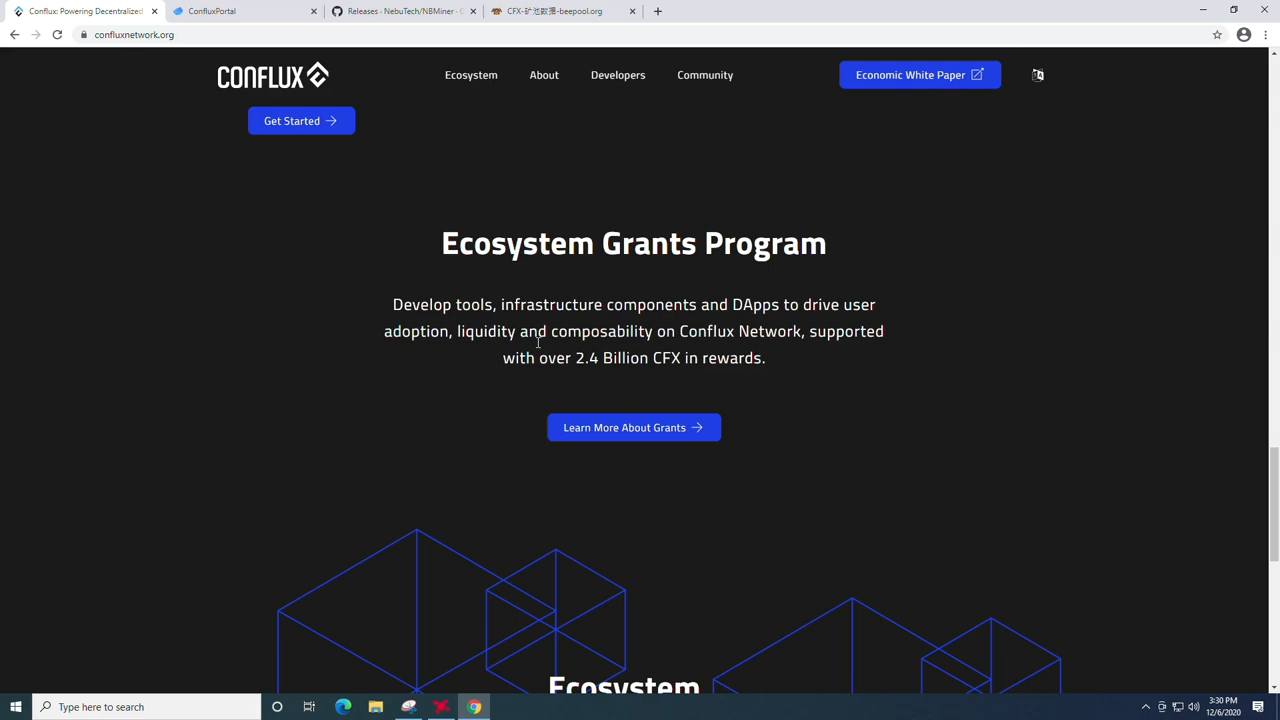 Conflux: Powering Decentralized
ConfluxPortal
Releases · NebuTech/NBMiner · G
CFX-矿池数据-beepool.org
confluxnetwork.org
CONFLUX
Ecosystem
About
Developers
Community
Economic White Paper
Get Started
Ecosystem Grants Program
Develop tools, infrastructure components and DApps to drive user
adoption, liquidity and composability on Conflux Network, supported
with over 2.4 Billion CFX in rewards.
Learn More About Grants
Ecosystem
Type here to search
3:30 PM
12/6/2020